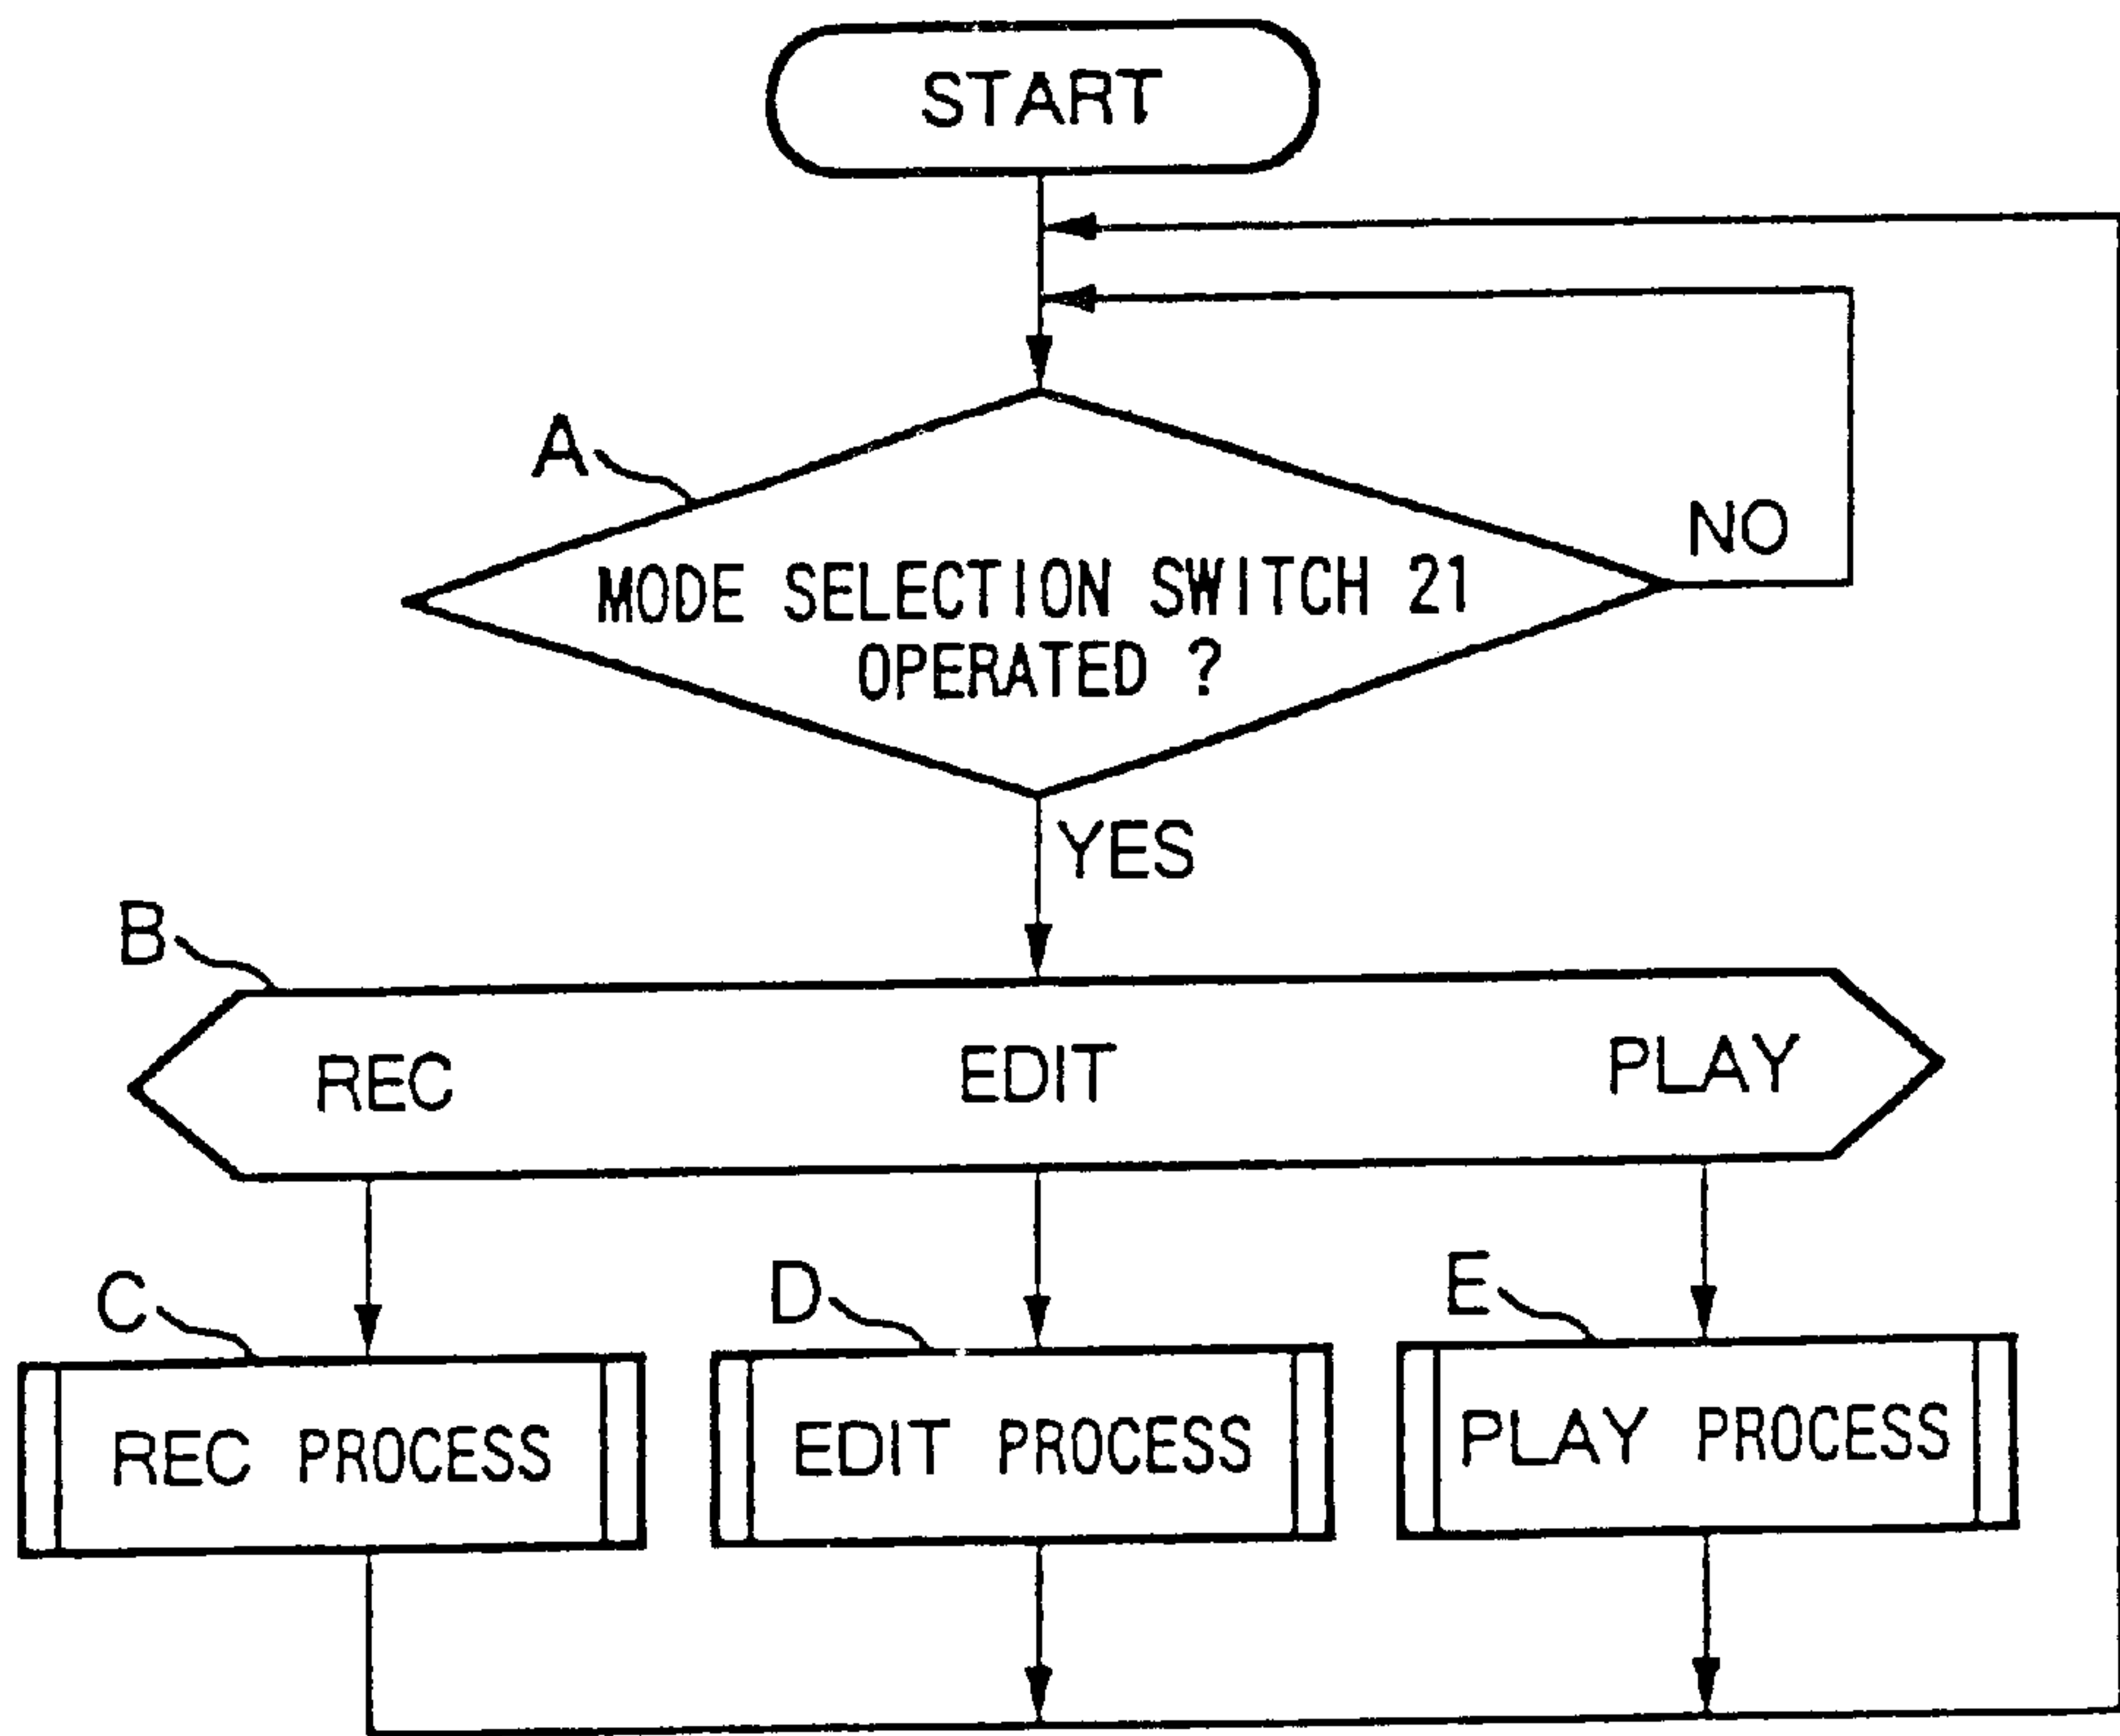 START
A
MODE SELECTION SWITCH 21
OPERATED ?
NO
YES
B
REC EDIT PLAY
C
D
E
REC PROCESS
EDIT PROCESS
PLAY PROCESS